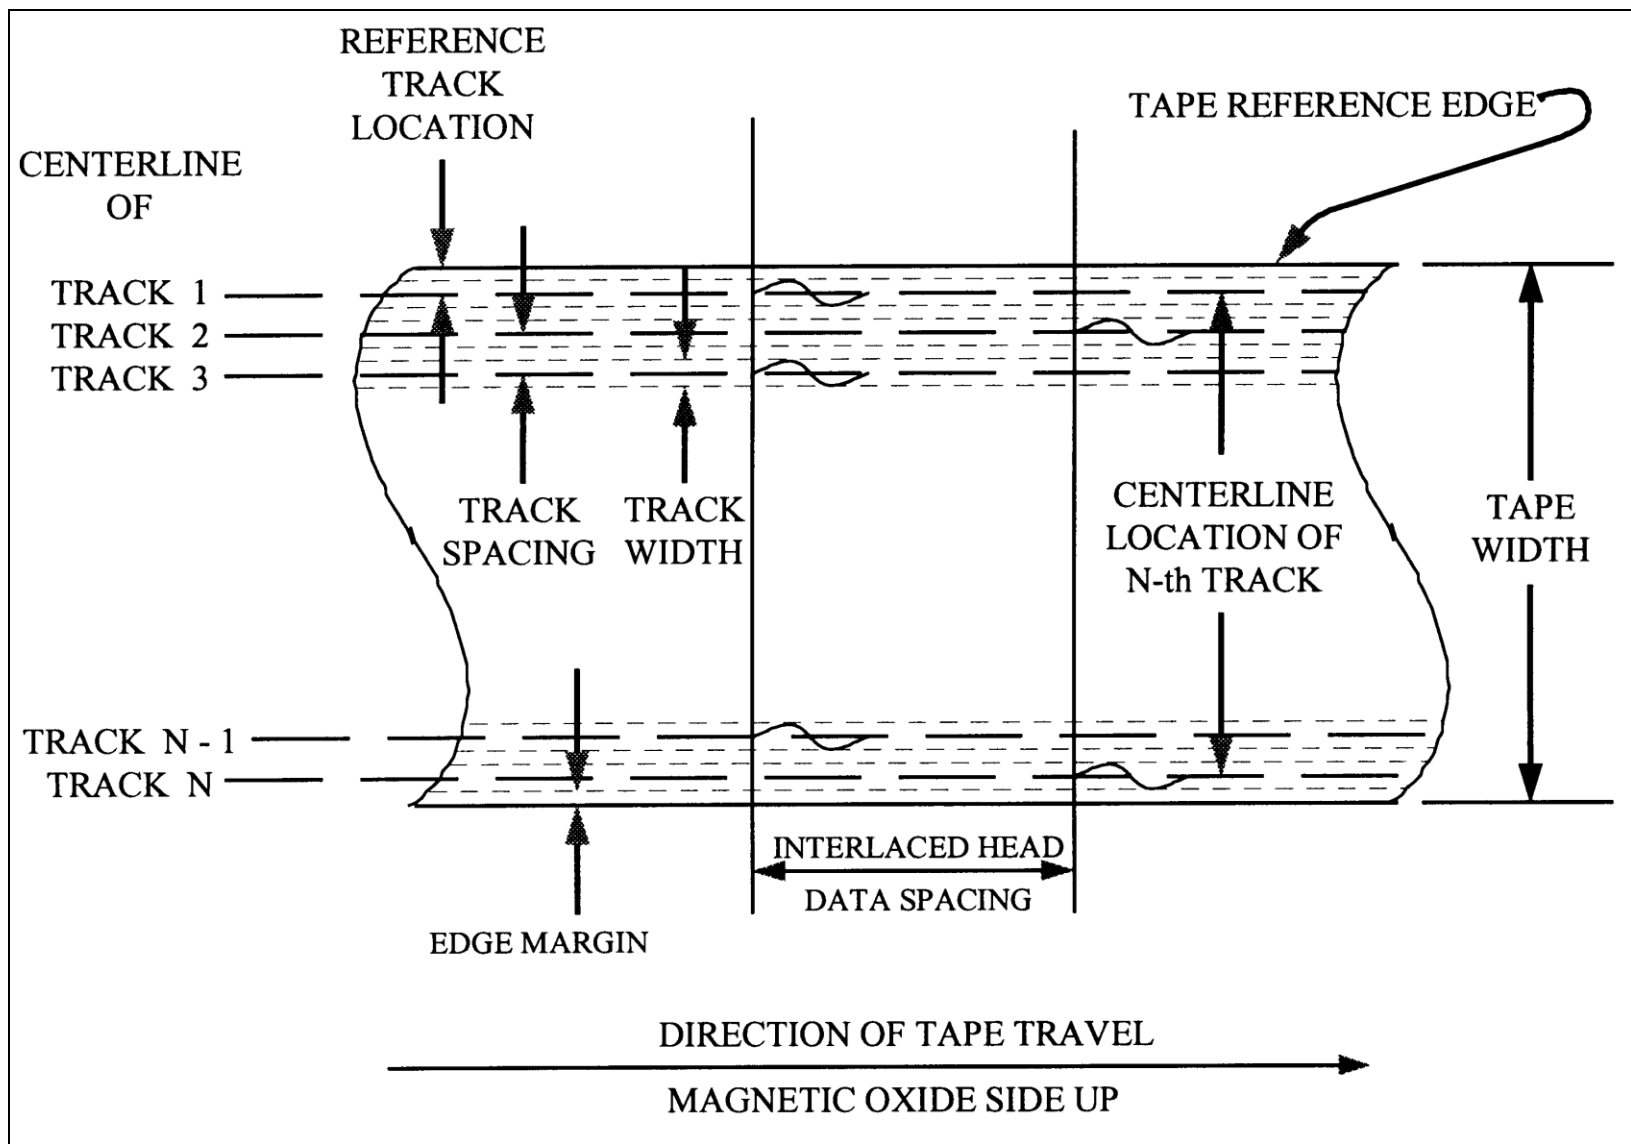 REFERENCE
TRACK
LOCATION
TAPE REFERENCE EDGE
CENTERLINE
OF
TRACK 1
TRACK 2
TRACK 3
TRACK
SPACING
TRACK
WIDTH
CENTERLINE
LOCATION OF
N-th TRACK
TAPE
WIDTH
TRACK N - 1
TRACK N
INTERLACED HEAD
DATA SPACING
EDGE MARGIN
DIRECTION OF TAPE TRAVEL
MAGNETIC OXIDE SIDE UP